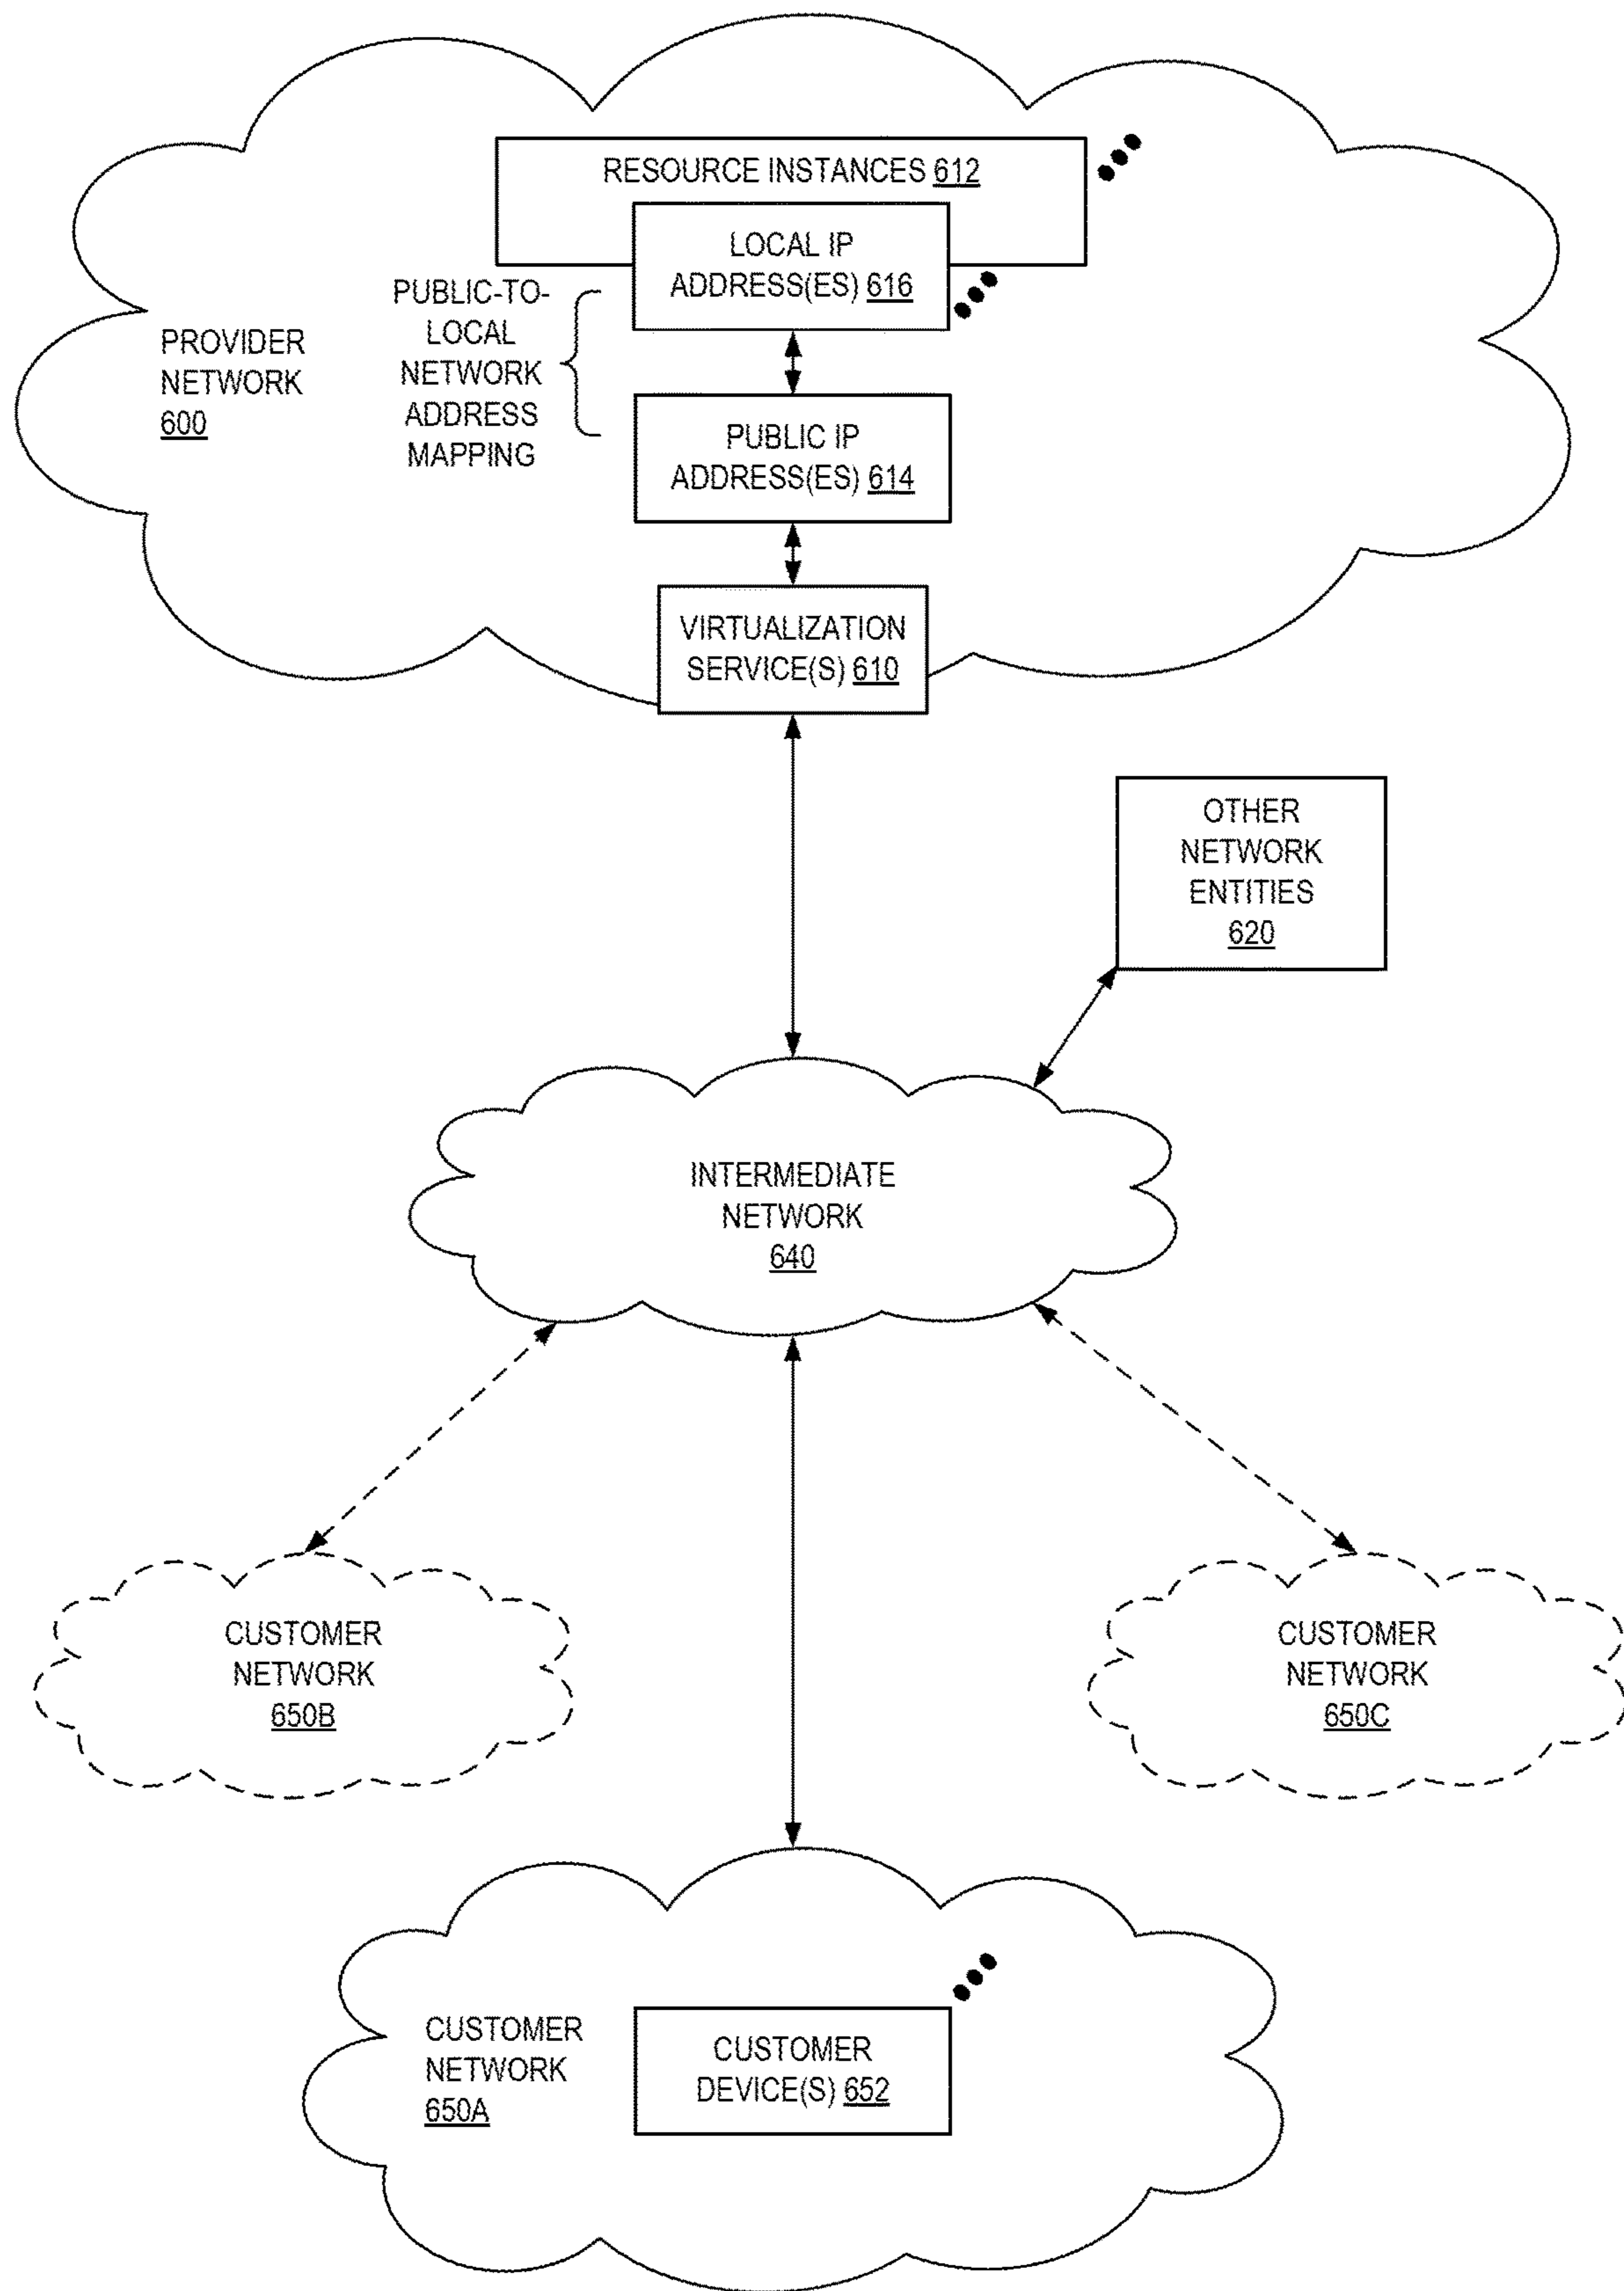 RESOURCE INSTANCES 612
LOCAL IP
ADDRESS(ES) 616
PUBLIC-TO-
LOCAL
NETWORK
ADDRESS
MAPPING
PROVIDER
NETWORK
600
PUBLIC IP
ADDRESS(ES) 614
VIRTUALIZATION
SERVICE(S) 610
OTHER
NETWORK
ENTITIES
620
INTERMEDIATE
NETWORK
640
CUSTOMER
NETWORK
650B
CUSTOMER
NETWORK
650C
CUSTOMER
NETWORK
650A
CUSTOMER
DEVICE(S) 652